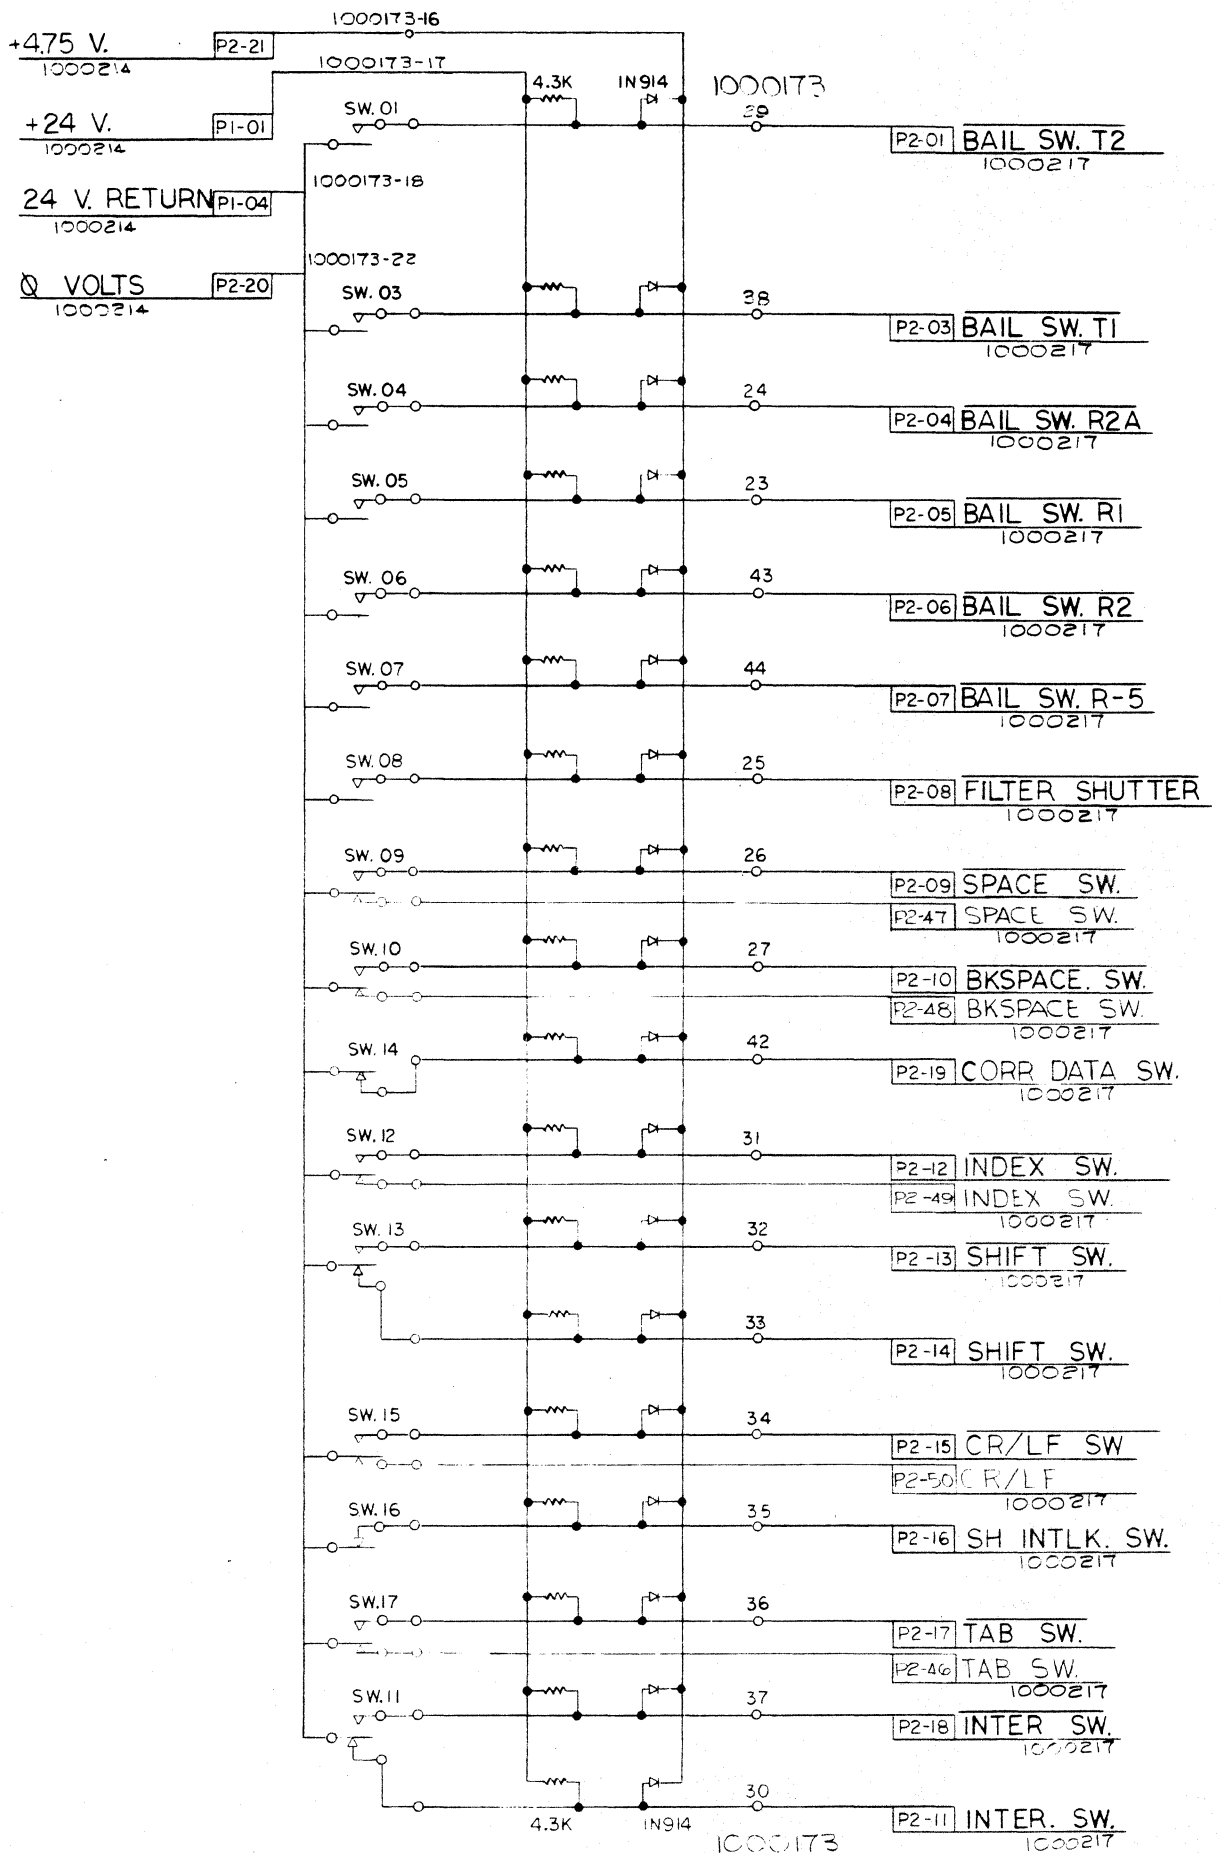 1000173-16
+4.75 V. P2-21
1000214
1000173-17
4.3K IN914 1000173
SW. 01 29
+24 V. P1-01
1000214
P2-01 BAIL SW. T2
1000217
1000173-18
24 V. RETURN P1-04
1000214
1000173-22
0 VOLTS P2-20
1000214
SW. 03 38
P2-03 BAIL SW. T1
1000217
SW. 04 24
P2-04 BAIL SW. R2A
1000217
SW. 05 23
P2-05 BAIL SW. R1
1000217
SW. 06 43
P2-06 BAIL SW. R2
1000217
SW. 07 44
P2-07 BAIL SW. R-5
1000217
SW. 08 25
P2-08 FILTER SHUTTER
1000217
SW. 09 26
P2-09 SPACE SW.
P2-47 SPACE SW.
1000217
SW. 10 27
P2-10 BKSPACE. SW.
P2-48 BKSPACE SW.
1000217
SW. 14 42
P2-19 CORR DATA SW.
1000217
SW. 12 31
P2-12 INDEX SW.
P2-49 INDEX SW.
1000217
SW. 13 32
P2-13 SHIFT SW.
1000217
33
P2-14 SHIFT SW.
1000217
SW. 15 34
P2-15 CR/LF SW
P2-50 CR/LF
1000217
SW. 16 35
P2-16 SH INTLK. SW.
1000217
SW. 17 36
P2-17 TAB SW.
P2-46 TAB SW.
1000217
SW. 11 37
P2-18 INTER SW.
1000217
30
4.3K IN914
P2-11 INTER. SW.
1000173 1000217